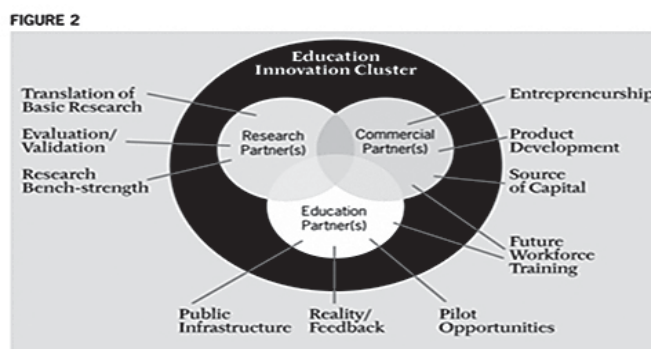 FIGURE 2
Education
Innovation Cluster
Translation of
Basic Research
Evaluation/
Validation
Research
Bench-strength
Research
Partner(s)
Commercial
Partner(s)
Entrepreneurship
Product
Development
Source
of Capital
Education
Partner(s)
Future
Workforce
Training
Public
Infrastructure
Reality/
Feedback
Pilot
Opportunities